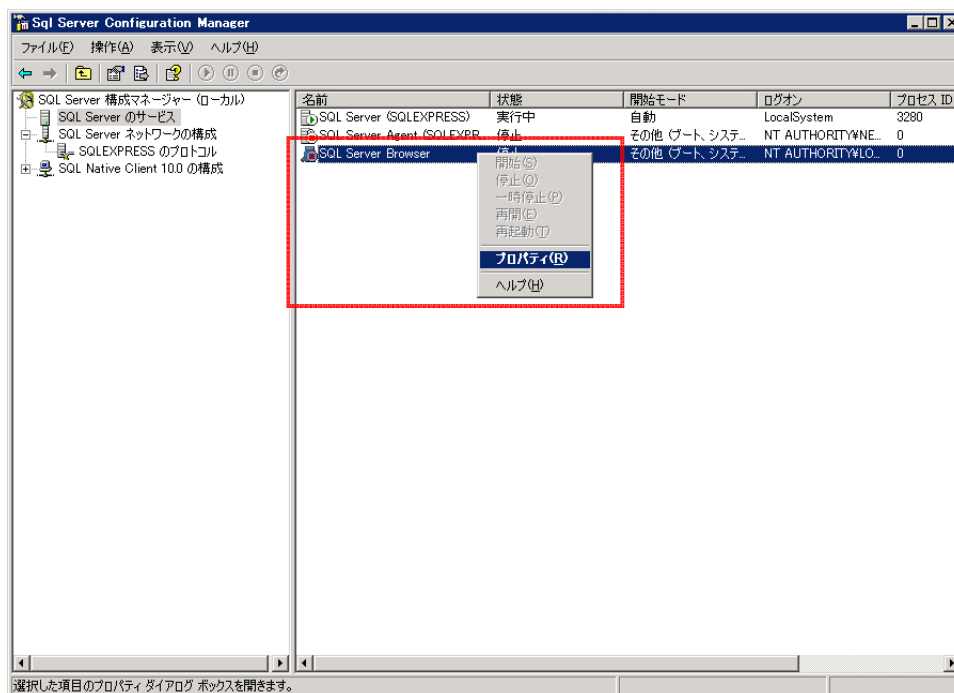 Sql Server Configuration Manager
ファイル(F) 操作(A) 表示(V) ヘルプ(H)
SQL Server 構成マネージャー (ローカル)
SQL Server のサービス
SQL Server ネットワークの構成
SQLEXPRESS のプロトコル
SQL Native Client 10.0 の構成
名前 状態 開始モード ログオン プロセス ID
SQL Server (SQLEXPRESS) 実行中 自動 LocalSystem 3280
SQL Server Agent (SQLEXPR... 停止 その他 (ブート、システ... NT AUTHORITY¥NE... 0
SQL Server Browser 停止 その他 (ブート、システ... NT AUTHORITY¥LO... 0
開始(S)
停止(O)
一時停止(P)
再開(E)
再起動(T)
プロパティ(R)
ヘルプ(H)
選択した項目のプロパティ ダイアログ ボックスを開きます。